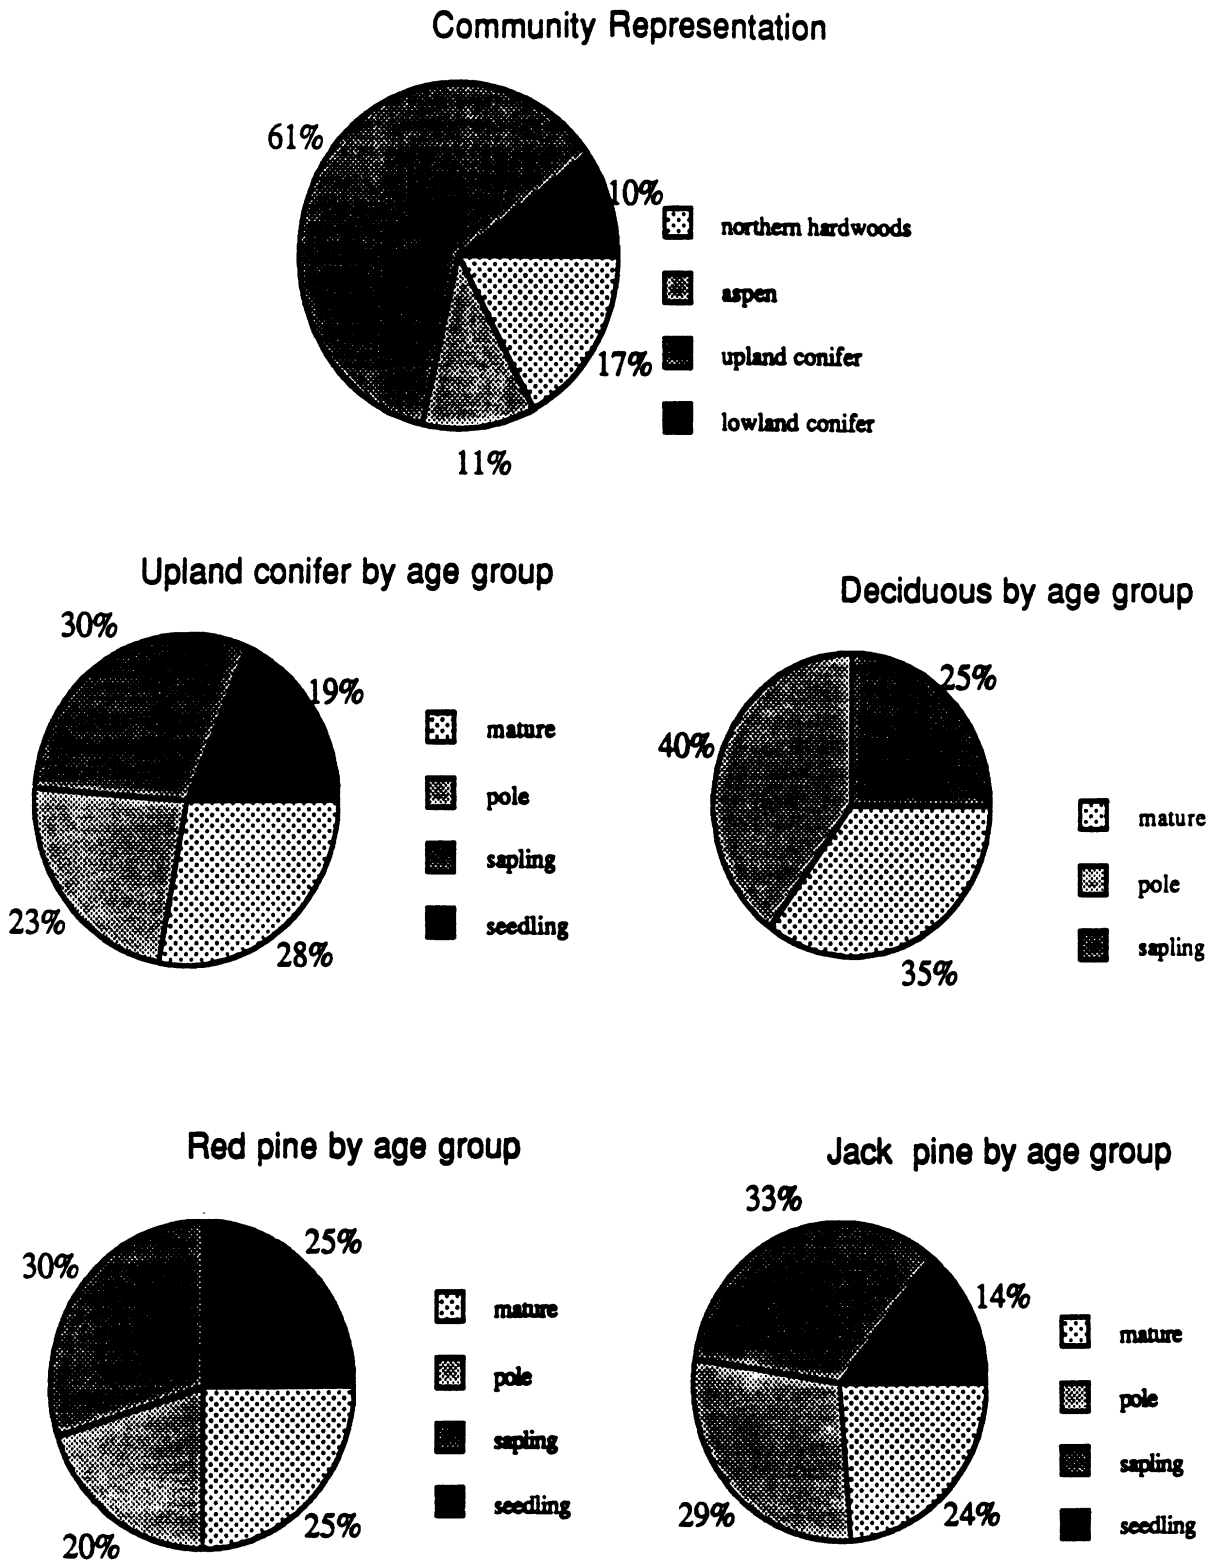 Community Representation
61%
10%
northern hardwoods
aspen
upland conifer
17%
lowland conifer
11%
Upland conifer by age group
30%
19%
mature
pole
sapling
23%
seedling
28%
Deciduous by age group
25%
40%
mature
pole
sapling
35%
Red pine by age group
25%
30%
mature
pole
sapling
seedling
25%
20%
Jack pine by age group
33%
14%
mature
pole
sapling
29%
24%
seedling